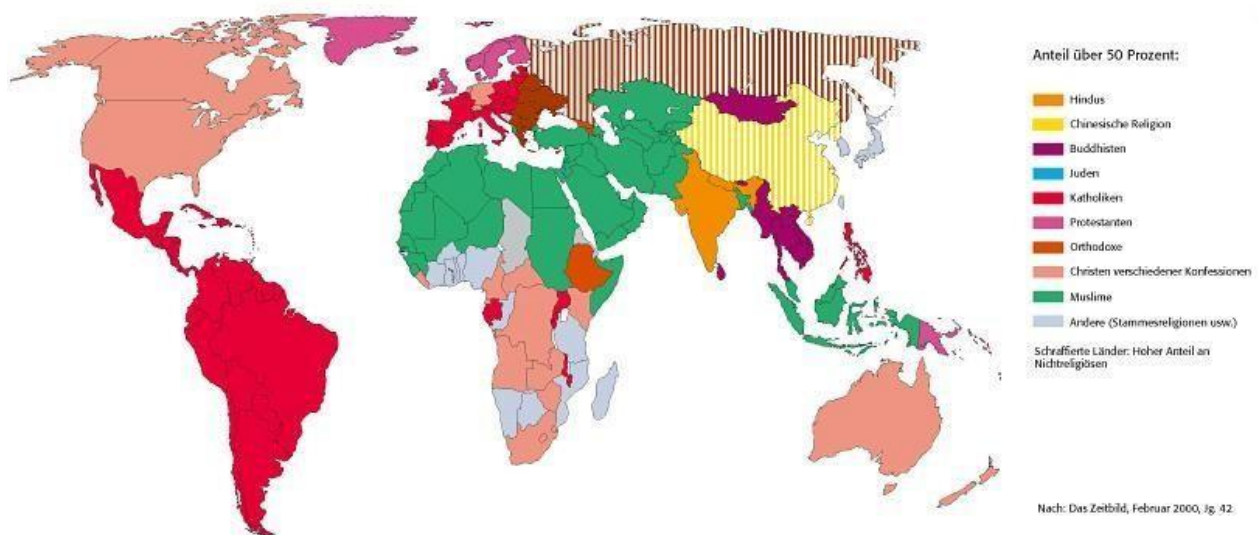 Anteil über 50 Prozent:
Hindus
Chinesische Religion
Buddhisten
Juden
Katholiken
Protestanten
Orthodoxe
Christen verschiedener Konfessionen
Muslime
Andere (Stammesreligionen usw.)
Schraffierte Länder: Hoher Anteil an
Nichtreligiösen
Nach: Das Zeitbild, Februar 2000, Jg. 42